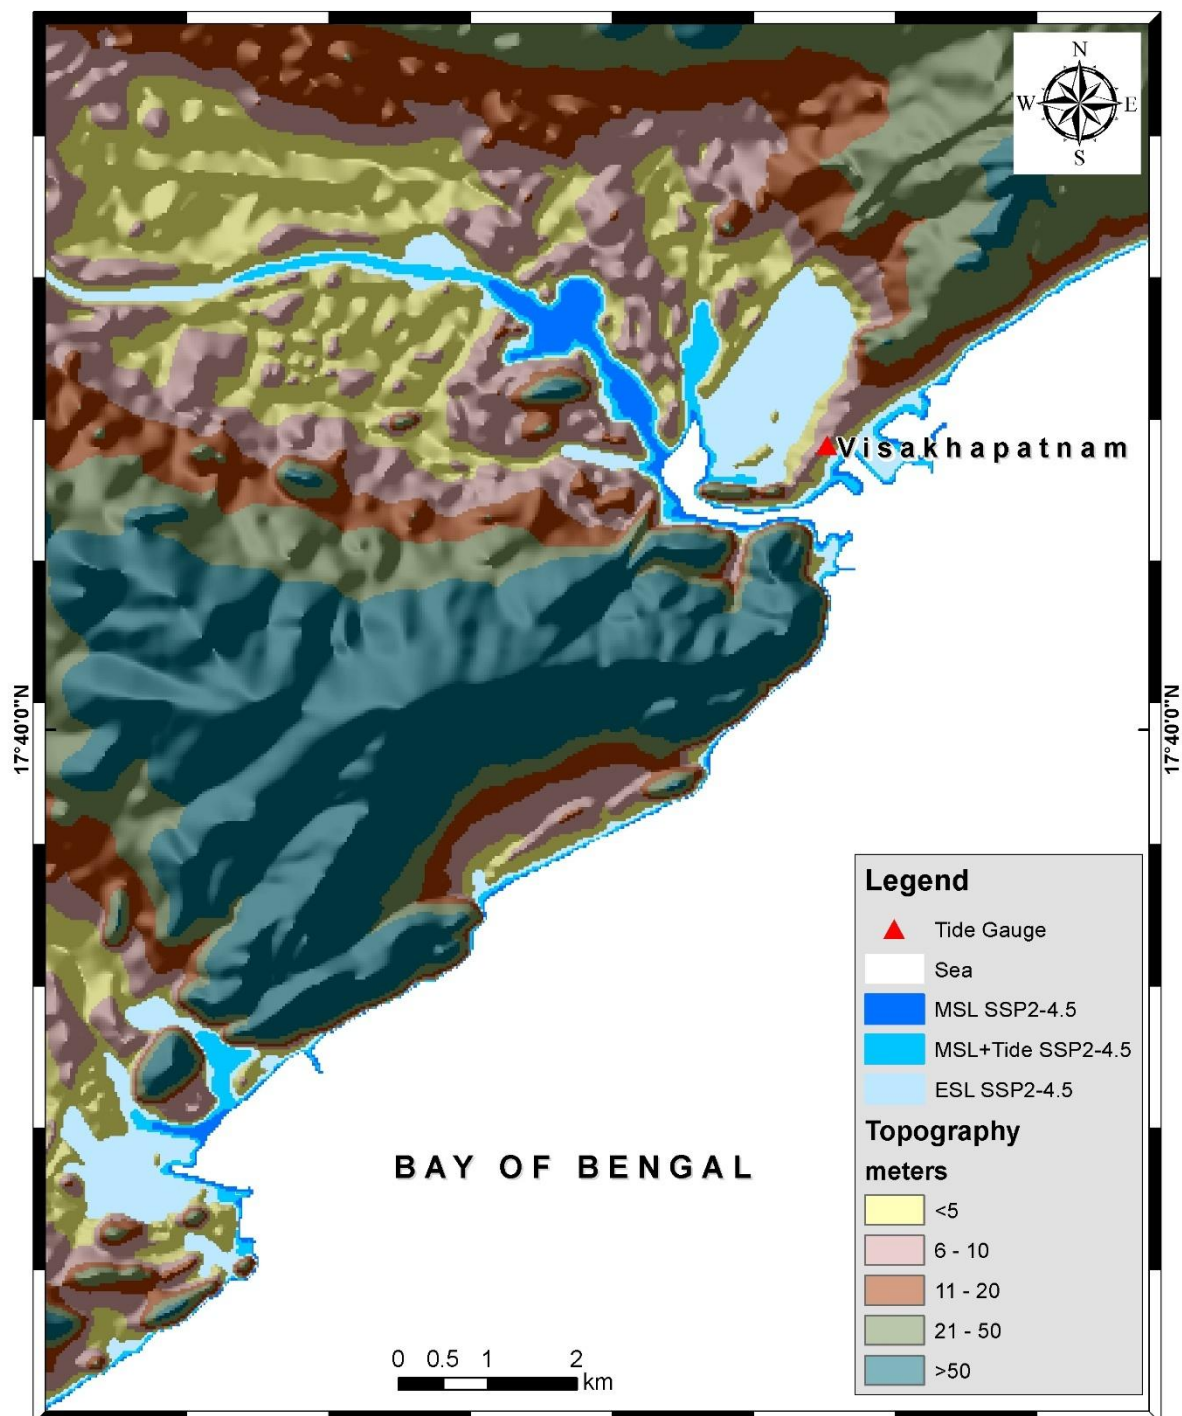 N
W E
S
Visakhapatnam
17°40'0"N
17°40'0"N
Legend
Tide Gauge
Sea
MSL SSP2-4.5
MSL+Tide SSP2-4.5
ESL SSP2-4.5
Topography
meters
<5
6 - 10
11 - 20
21 - 50
>50
BAY OF BENGAL
0 0.5 1 2
km